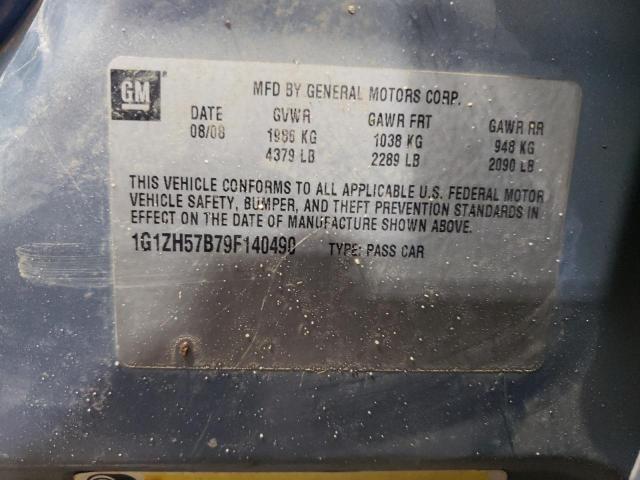 GM
MFD BY GENERAL MOTORS CORP.
DATE GVWR GAWR FRT GAWR RR
08/08 1986 KG 1038 KG 948 KG
4379 LB 2289 LB 2090 LB
THIS VEHICLE CONFORMS TO ALL APPLICABLE U.S. FEDERAL MOTOR
VEHICLE SAFETY, BUMPER, AND THEFT PREVENTION STANDARDS IN
EFFECT ON THE DATE OF MANUFACTURE SHOWN ABOVE.
1G1ZH57B79F140490 TYPE: PASS CAR